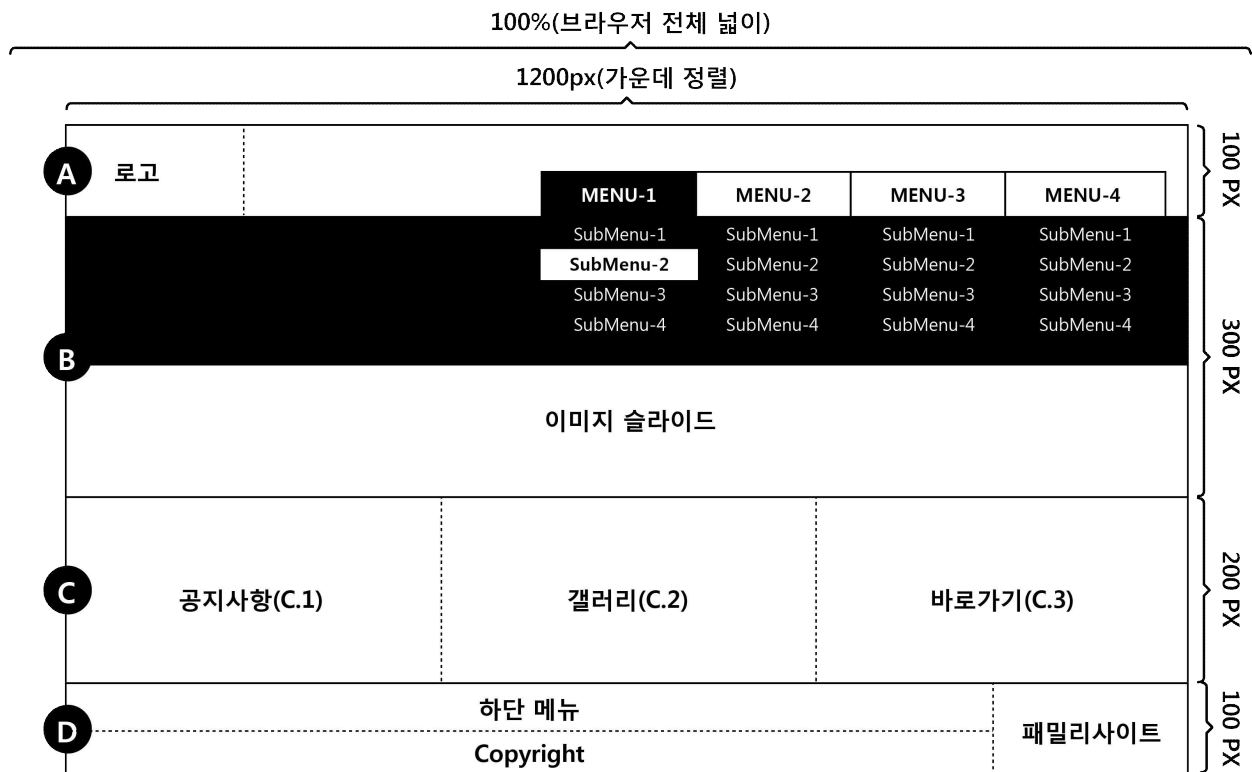 100%(브라우저 전체 넓이)
1200px(가운데 정렬)
A
로고
100 PX
MENU-1 MENU-2 MENU-3 MENU-4
SubMenu-1 SubMenu-1 SubMenu-1 SubMenu-1
SubMenu-2 SubMenu-2 SubMenu-2 SubMenu-2
SubMenu-3 SubMenu-3 SubMenu-3 SubMenu-3
SubMenu-4 SubMenu-4 SubMenu-4 SubMenu-4
B
300 PX
이미지 슬라이드
C
공지사항(C.1) 갤러리(C.2) 바로가기(C.3)
200 PX
D
하단 메뉴
Copyright
패밀리사이트
100 PX